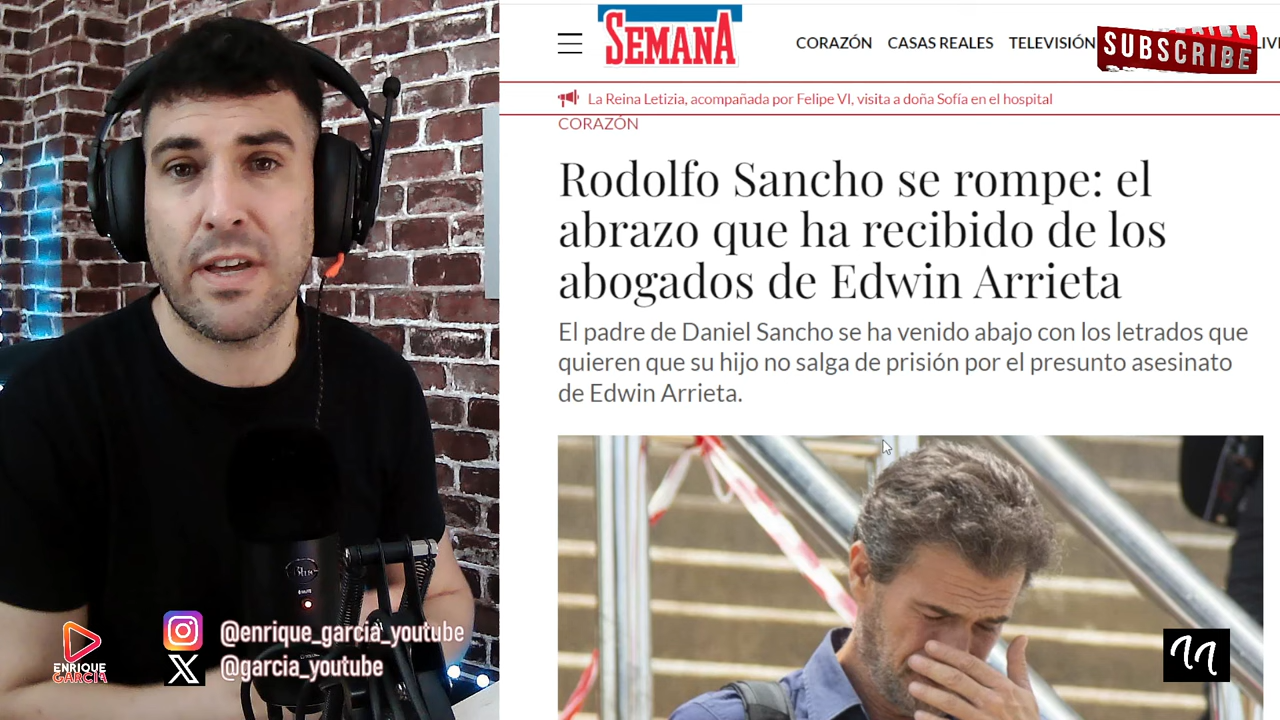 SEMANA
CORAZÓN CASAS REALES TELEVISIÓN
SUBSCRIBE
La Reina Letizia, acompañada por Felipe VI, visita a doña Sofía en el hospital
CORAZÓN
Rodolfo Sancho se rompe: el
abrazo que ha recibido de los
abogados de Edwin Arrieta
El padre de Daniel Sancho se ha venido abajo con los letrados que
quieren que su hijo no salga de prisión por el presunto asesinato
de Edwin Arrieta.
Blue
MUTE
@enrique_garcia_youtube
@garcia_youtube
ENRIQUE
GARCIA